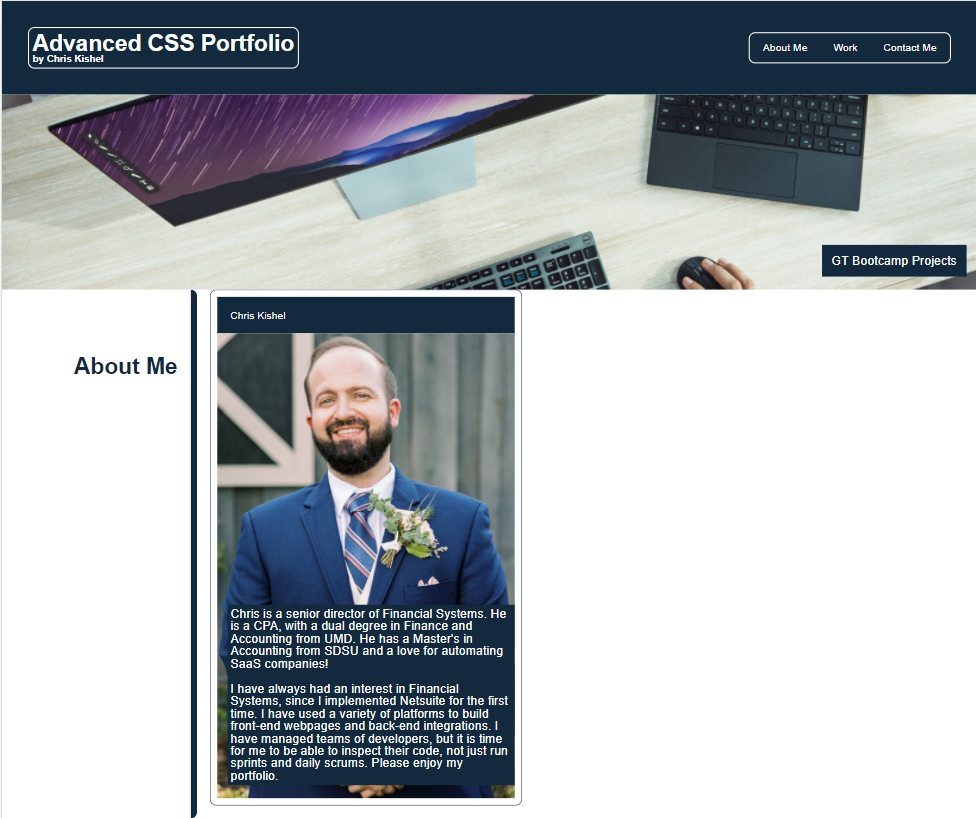 Advanced CSS Portfolio
by Chris Kishel
About Me Work Contact Me
GT Bootcamp Projects
About Me
Chris Kishel
Chris is a senior director of Financial Systems. He
is a CPA, with a dual degree in Finance and
Accounting from UMD. He has a Master's in
Accounting from SDSU and a love for automating
SaaS companies!
I have always had an interest in Financial
Systems, since I implemented Netsuite for the first
time. I have used a variety of platforms to build
front-end webpages and back-end integrations. I
have managed teams of developers, but it is time
for me to be able to inspect their code, not just run
sprints and daily scrums. Please enjoy my
portfolio.